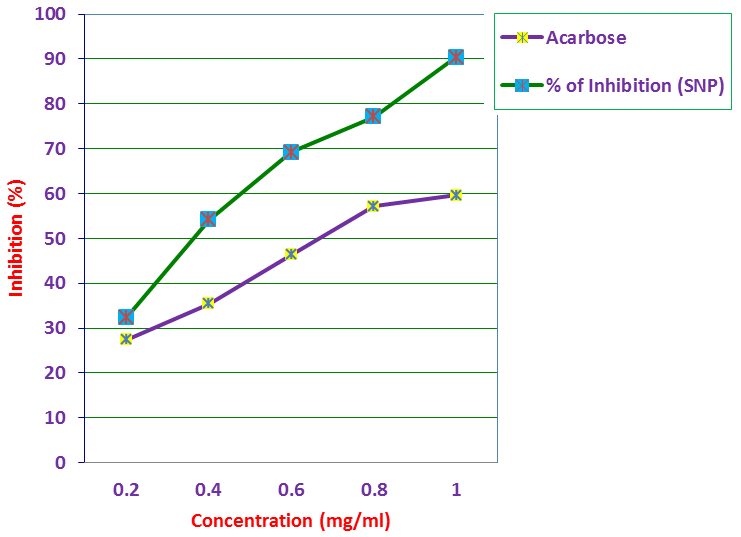 100
90
80
70
60
50
40
30
20
10
0
Inhibition (%)
0.2 0.4 0.6 0.8 1
Concentration (mg/ml)
Acarbose
% of Inhibition (SNP)